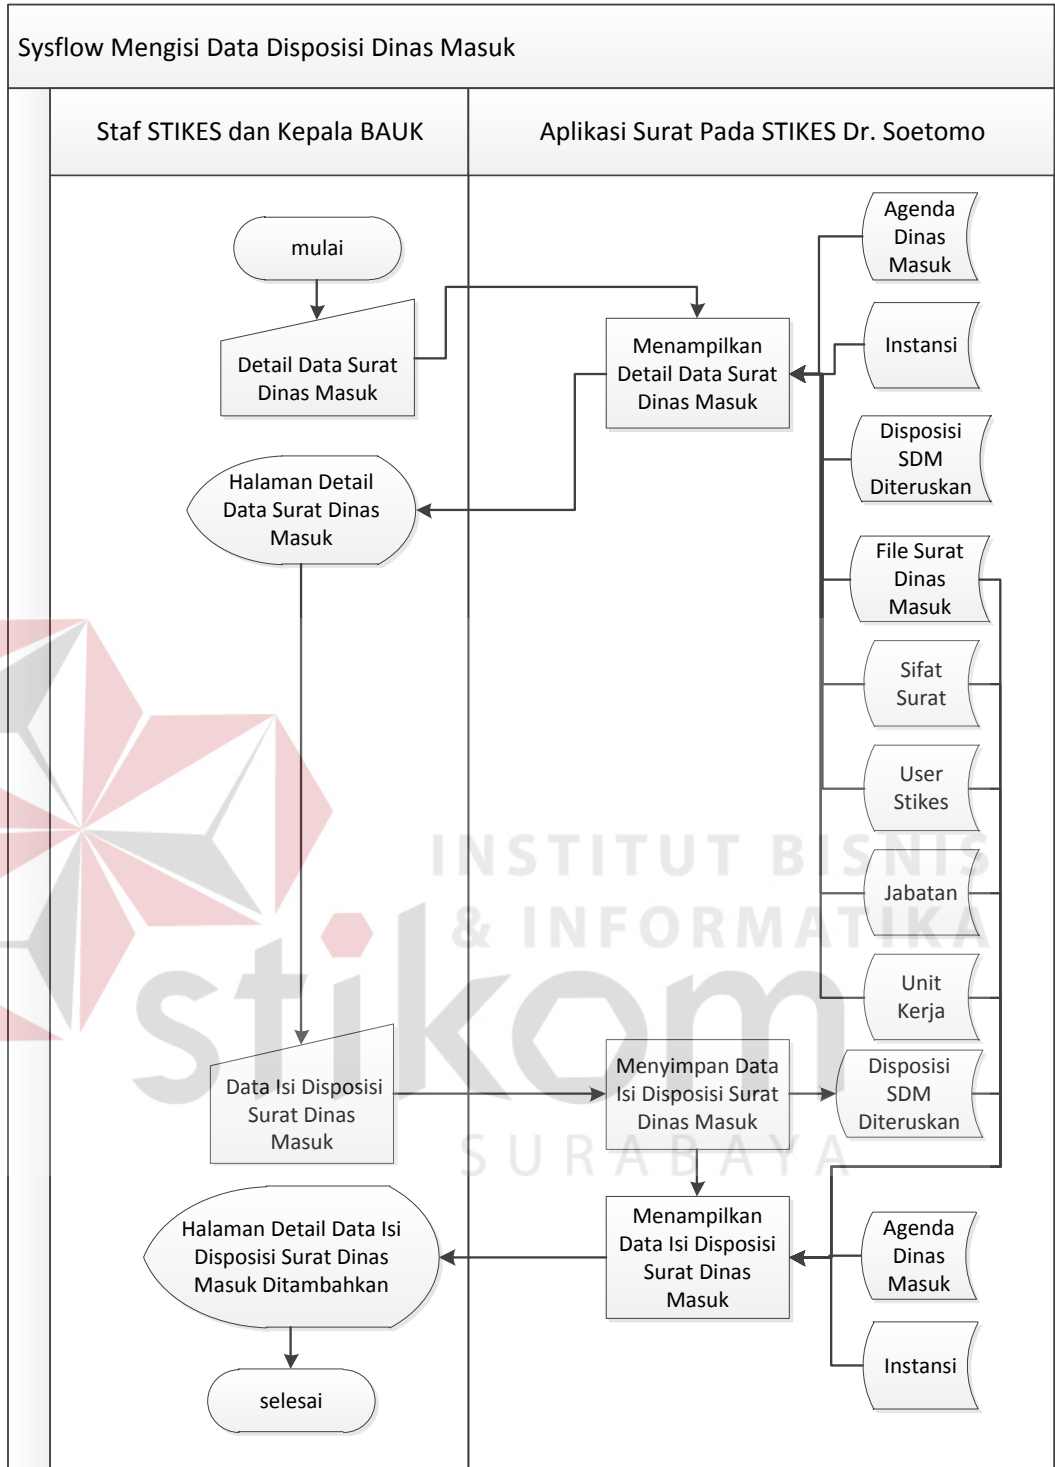 Sysflow Mengisi Data Disposisi Dinas Masuk
Staf STIKES dan Kepala BAUK
Aplikasi Surat Pada STIKES Dr. Soetomo
mulai
Detail Data Surat
Dinas Masuk
Menampilkan
Detail Data Surat
Dinas Masuk
Agenda
Dinas
Masuk
Instansi
Halaman Detail
Data Surat Dinas
Masuk
Disposisi
SDM
Diteruskan
File Surat
Dinas
Masuk
Sifat
Surat
User
Stikes
Jabatan
Unit
Kerja
INSTITUT BISNIS
& INFORMATIKA
stikom
SURABAYA
Data Isi Disposisi
Surat Dinas
Masuk
Menyimpan Data
Isi Disposisi Surat
Dinas Masuk
Disposisi
SDM
Diteruskan
Halaman Detail Data Isi
Disposisi Surat Dinas
Masuk Ditambahkan
Menampilkan
Data Isi Disposisi
Surat Dinas
Masuk
Agenda
Dinas
Masuk
Instansi
selesai